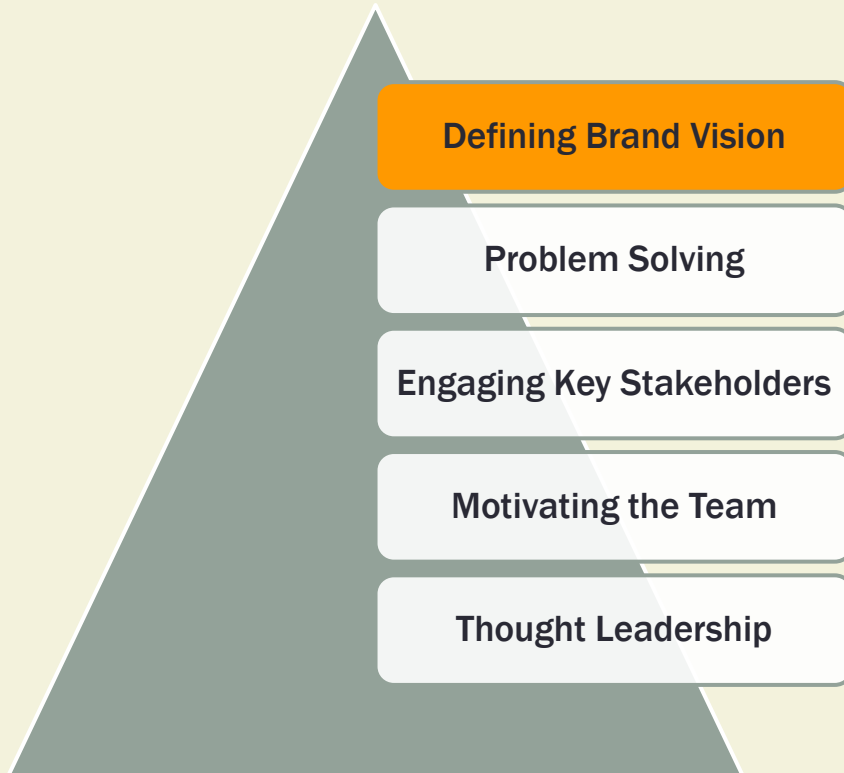 Defining Brand Vision
Problem Solving
Engaging Key Stakeholders
Motivating the Team
Thought Leadership